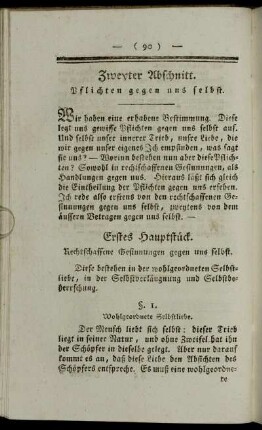 — ( 90 ) —
Zweyter Abschnitt.
Pflichten gegen uns selbst.
Wir haben eine erhabene Bestimmung. Diese
legt uns gewisse Pflichten gegen uns selbst auf.
Und selbst unser innerer Trieb, unsre Liebe, die
wir gegen unser eigenes Ich empfinden, was sagt
sie uns? — Worinn bestehen nun aber diese Pflich-
ten? Sowohl in rechtschaffenen Gesinnungen, als
Handlungen gegen uns. Hieraus läßt sich gleich
die Eintheilung der Pflichten gegen uns ersehen.
Ich rede also erstens von den rechtschaffenen Ge-
sinnungen gegen uns selbst, zweytens von dem
äussern Betragen gegen uns selbst. —
Erstes Hauptstück.
Rechtschaffene Gesinnungen gegen uns selbst.
Diese bestehen in der wohlgeordneten Selbst-
liebe, in der Selbstverläugnung und Selbstbe-
herrschung.
§. 1.
Wohlgeordnete Selbstliebe.
Der Mensch liebt sich selbst: dieser Trieb
liegt in seiner Natur, und ohne Zweifel hat ihn
der Schöpfer in dieselbe gelegt. Aber nur darauf
kommt es an, daß diese Liebe den Absichten des
Schöpfers entspreche. Es muß eine wohlgeordne-
te